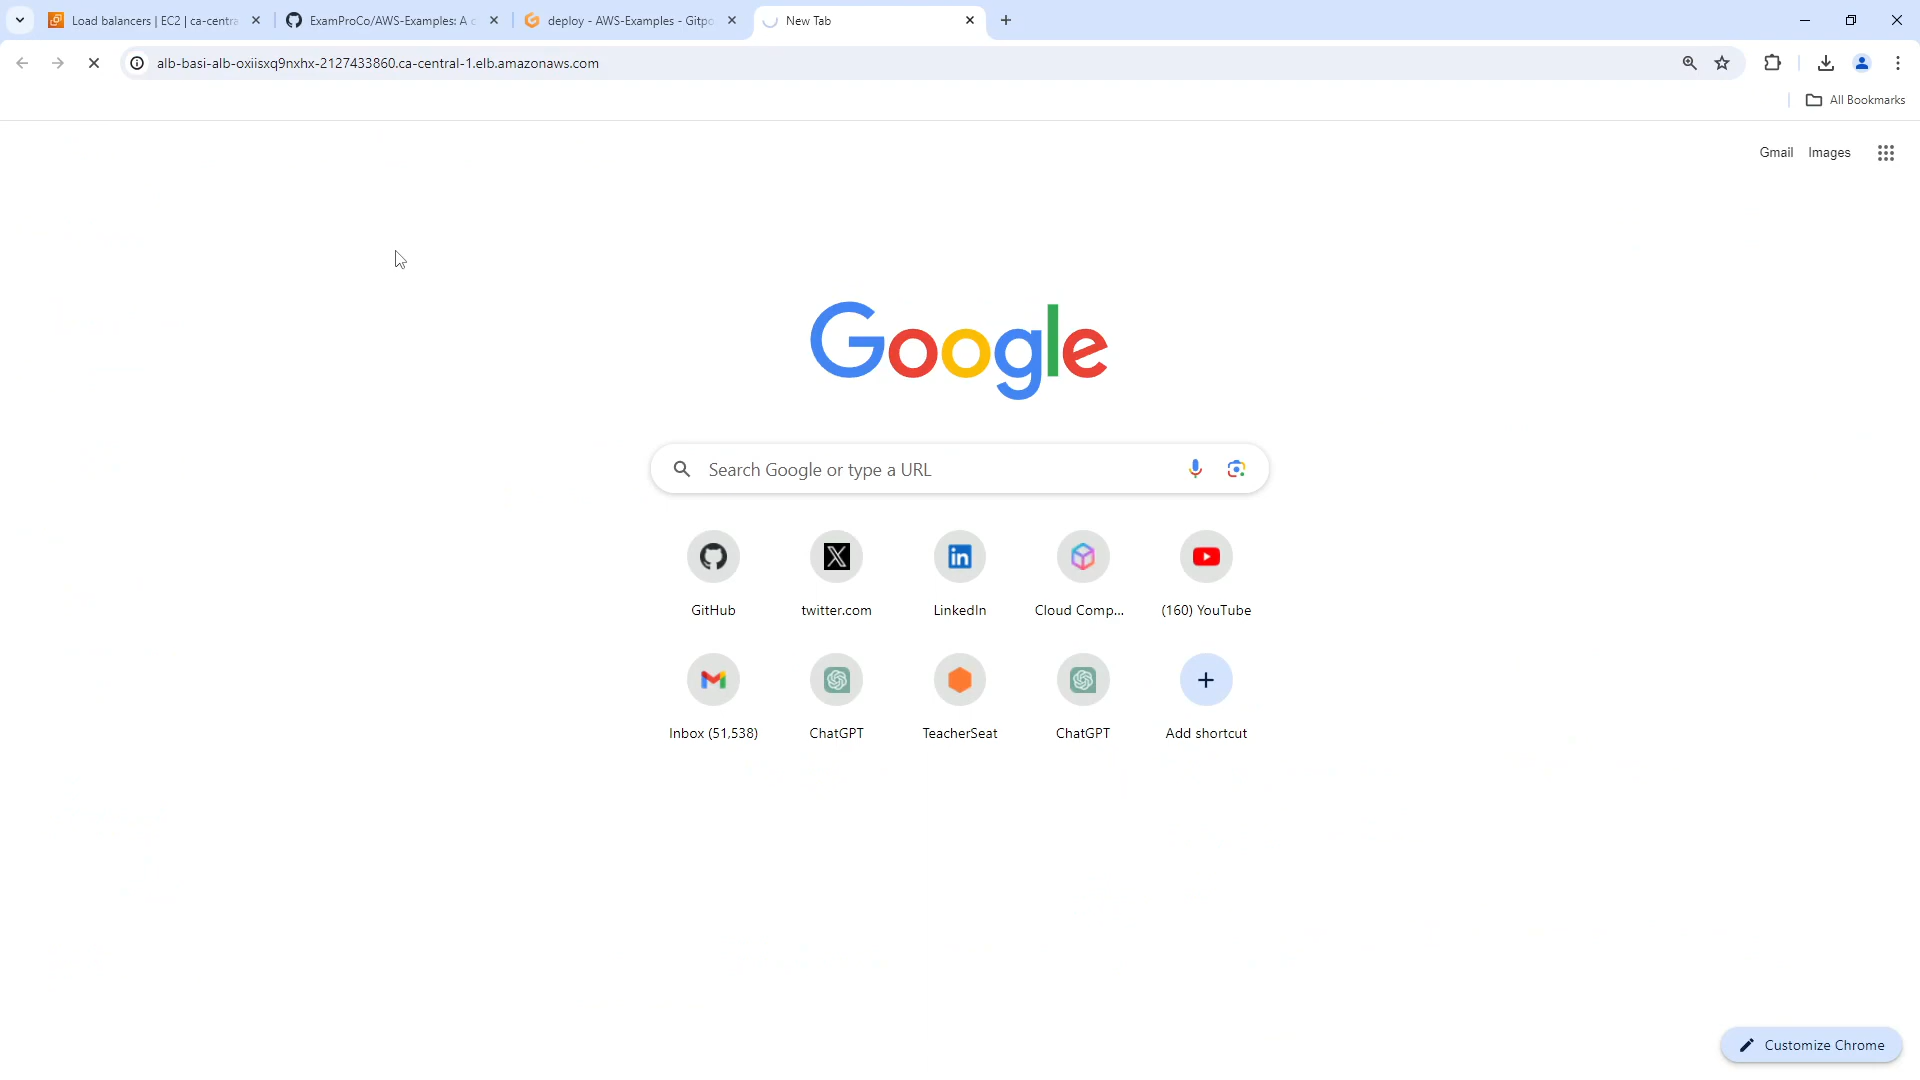 Load balancers | EC2 | ca-centra
ExamProCo/AWS-Examples: A c
deploy - AWS-Examples - Gitpo
New Tab
alb-basi-alb-oxiisxq9nxhx-2127433860.ca-central-1.elb.amazonaws.com
All Bookmarks
Gmail Images
Google
Search Google or type a URL
GitHub
twitter.com
LinkedIn
Cloud Comp...
(160) YouTube
Inbox (51,538)
ChatGPT
TeacherSeat
ChatGPT
Add shortcut
Customize Chrome